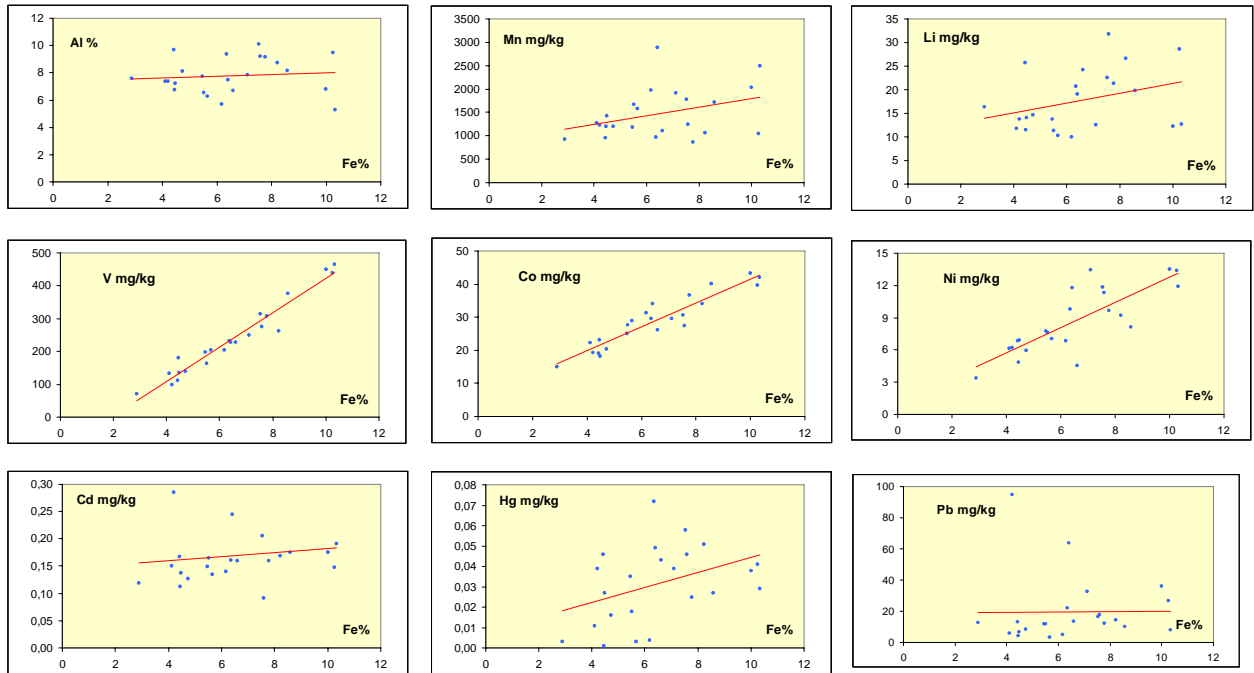 Al %
12
10
8
6
4
2
0
Fe%
0 2 4 6 8 10 12
Mn mg/kg
3500
3000
2500
2000
1500
1000
500
0
Fe%
0 2 4 6 8 10 12
Li mg/kg
35
30
25
20
15
10
5
0
Fe%
0 2 4 6 8 10 12
V mg/kg
500
400
300
200
100
0
Fe%
0 2 4 6 8 10 12
Co mg/kg
50
40
30
20
10
0
Fe%
0 2 4 6 8 10 12
Ni mg/kg
15
12
9
6
3
0
Fe%
0 2 4 6 8 10 12
Cd mg/kg
0,30
0,25
0,20
0,15
0,10
0,05
0,00
Fe%
0 2 4 6 8 10 12
Hg mg/kg
0,08
0,07
0,06
0,05
0,04
0,03
0,02
0,01
0,00
Fe%
0 2 4 6 8 10 12
Pb mg/kg
100
80
60
40
20
0
Fe%
0 2 4 6 8 10 12